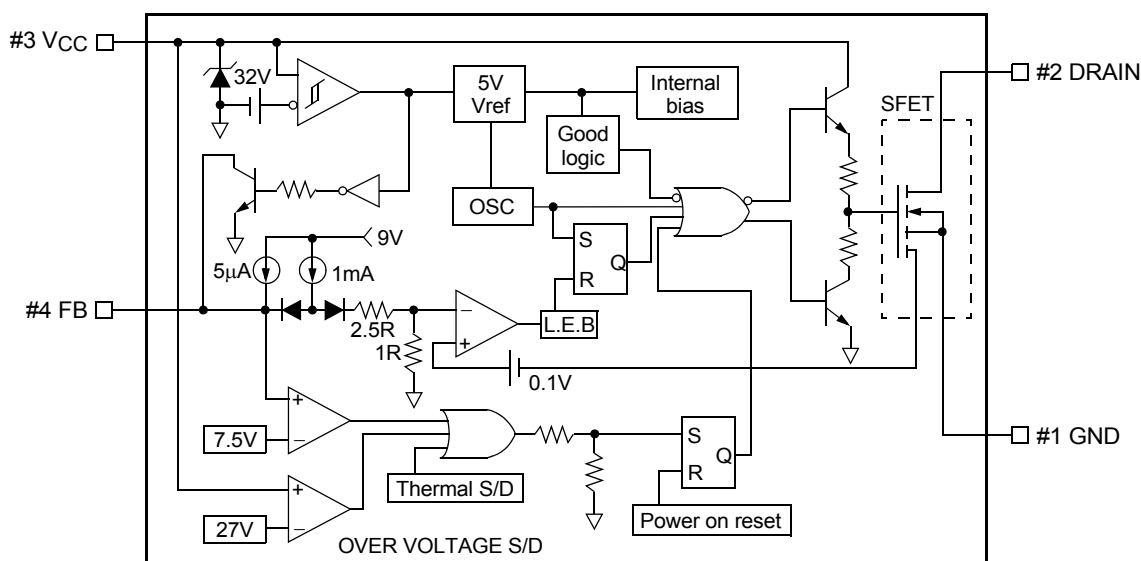 #3 VCC
32V
5V
Vref
Internal
bias
#2 DRAIN
SFET
Good
logic
OSC
9V
5μA
1mA
S
R
Q
#4 FB
2.5R
1R
−
+
L.E.B
0.1V
+
−
7.5V
Thermal S/D
S
R
Q
#1 GND
+
−
27V
Power on reset
OVER VOLTAGE S/D